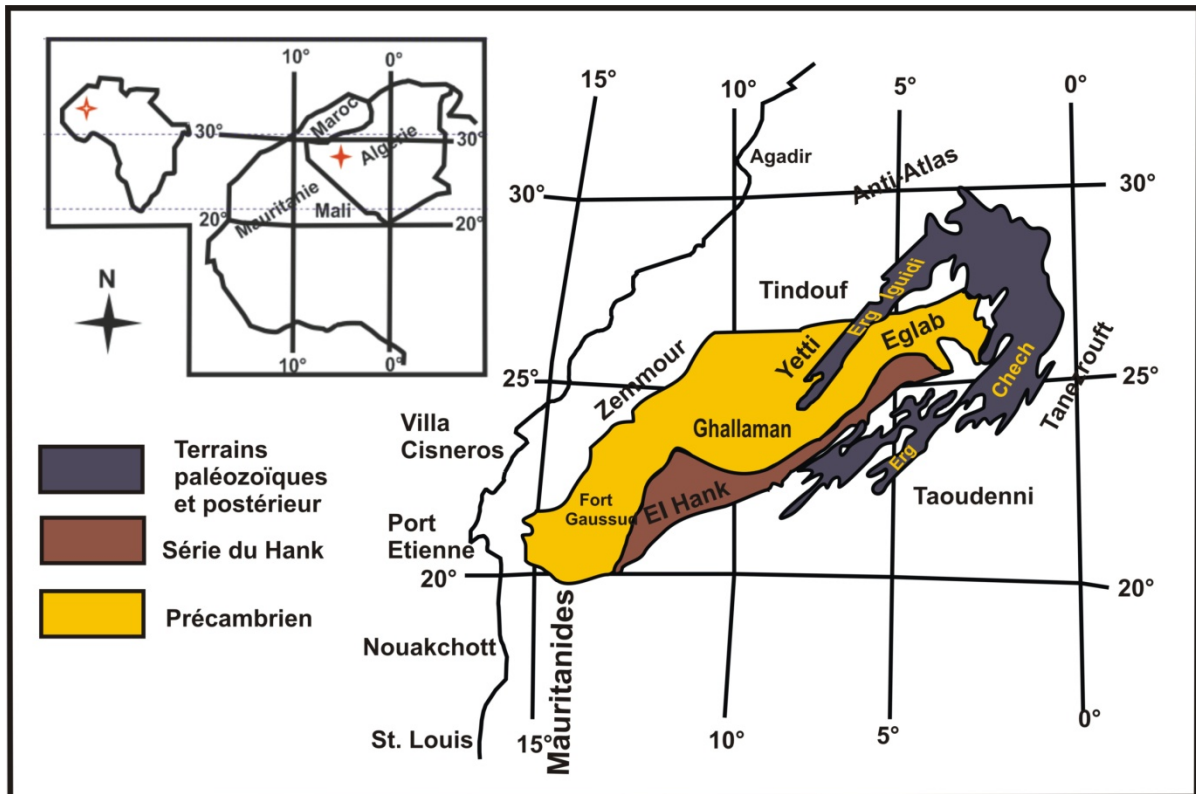 10°
0°
Maroc
30°
30°
Algérie
Mauritanie
Mali
20°
20°
10°
0°
N
15°
10°
5°
0°
Agadir
Anti-Atlas
30°
30°
Tindouf
Erg Iguidi
Eglab
Yetti
Zemmour
Chech
Tanezrouft
25°
25°
Villa
Cisneros
Ghallaman
Erg
Taoudenni
El Hank
Fort
Gaussud
Port
Etienne
20°
20°
Nouakchott
Mauritanides
St. Louis
15°
10°
5°
0°
Terrains
paléozoïques
et postérieur
Série du Hank
Précambrien